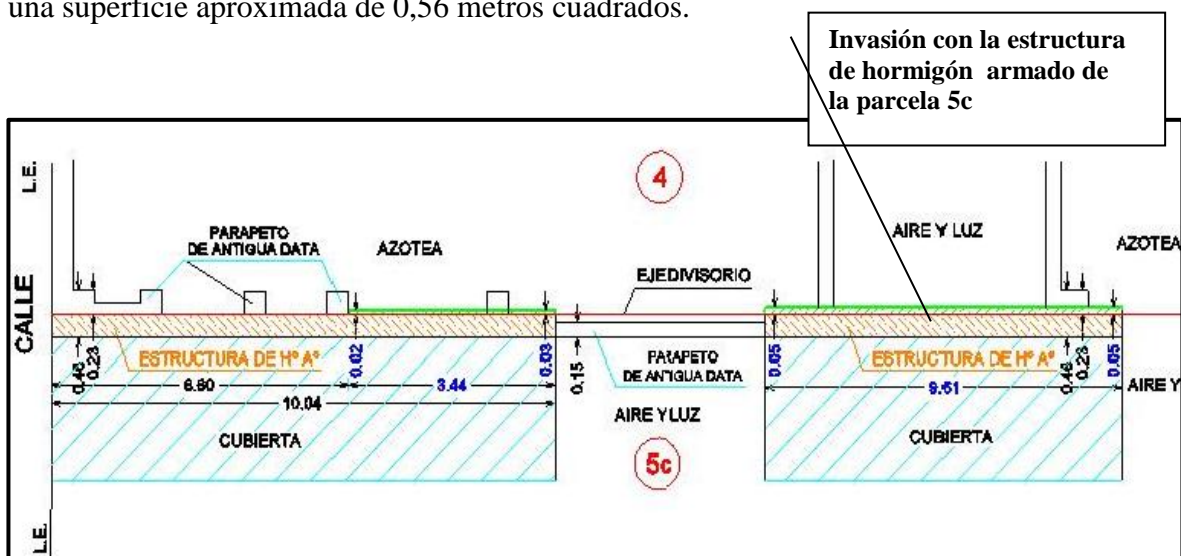 una superficie aproximada de 0,56 metros cuadrados.
Invasión con la estructura
de hormigón armado de
la parcela 5c
L.E.
CALLE
L.E.
PARAPETO
DE ANTIGUA DATA
AZOTEA
4
AIRE Y LUZ
AZOTEA
EJE DIVISORIO
ESTRUCTURA DE Hº Aº
0.46
0.23
6.60
0.02
3.44
0.03
10.04
0.15
PARAPETO
DE ANTIGUA DATA
AIRE Y LUZ
5c
CUBIERTA
0.05
ESTRUCTURA DE Hº Aº
9.51
0.46
0.23
0.05
AIRE Y
CUBIERTA